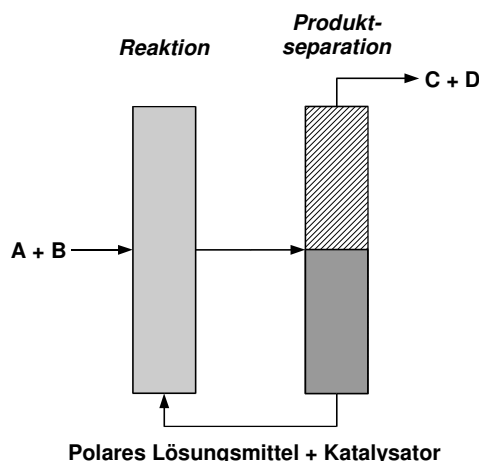 Reaktion
Produkt-
separation
C + D
A + B
Polares Lösungsmittel + Katalysator